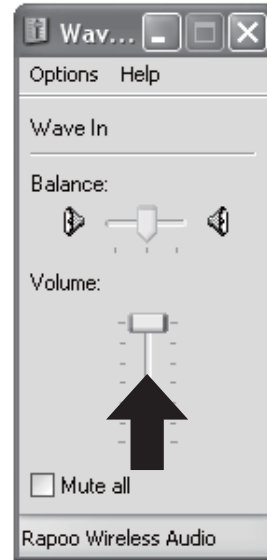 Wav...
Options Help
Wave In
Balance:
Volume:
Mute all
Rapoo Wireless Audio